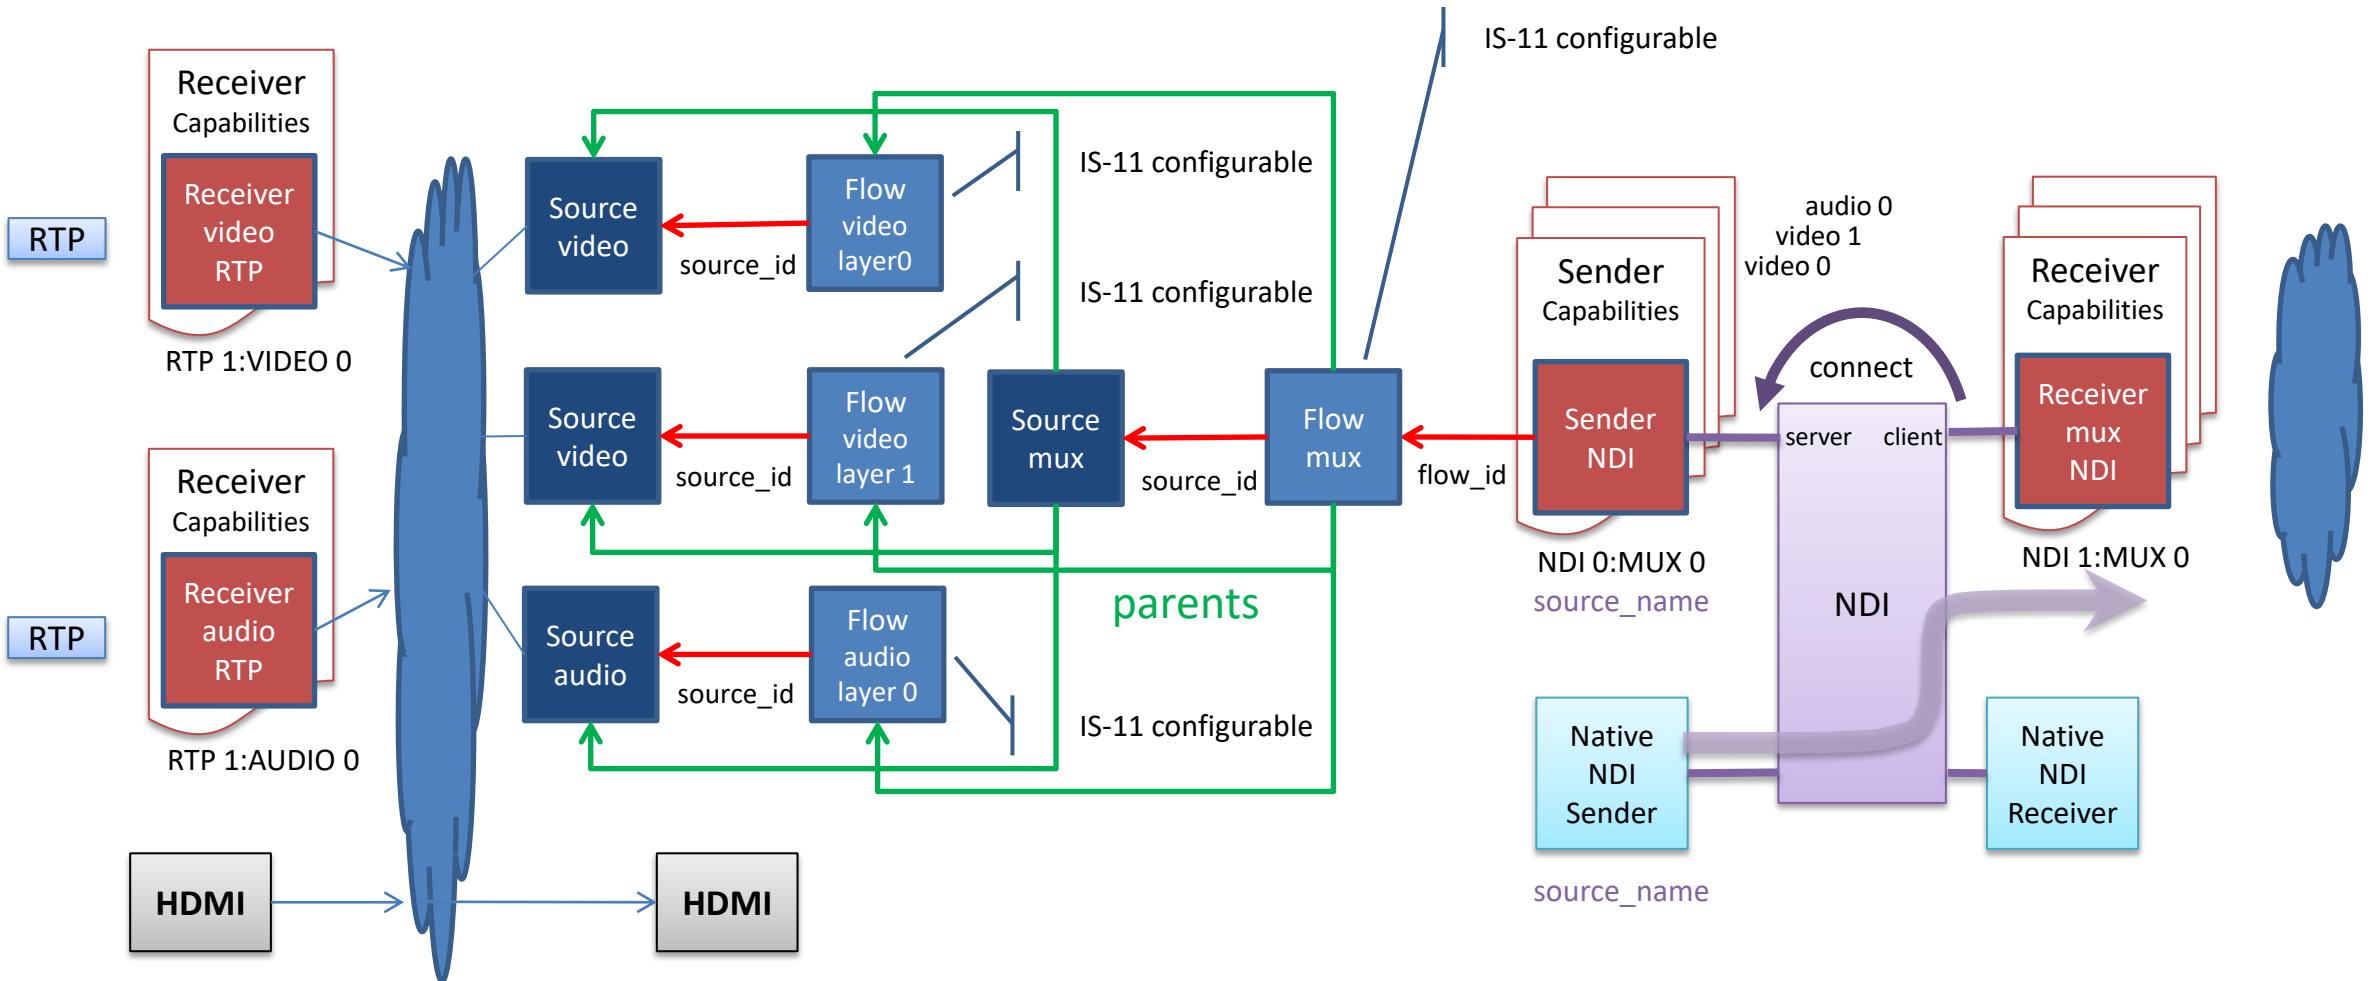 IS-11 configurable
Receiver
Capabilities
Receiver
video
RTP
RTP
RTP 1:VIDEO 0
Receiver
Capabilities
Receiver
audio
RTP
RTP
RTP 1:AUDIO 0
HDMI
HDMI
Source
video
source_id
Flow
video
layer0
IS-11 configurable
IS-11 configurable
Source
video
source_id
Flow
video
layer 1
Source
mux
source_id
Flow
mux
flow_id
parents
Source
audio
source_id
Flow
audio
layer 0
IS-11 configurable
Sender
Capabilities
Sender
NDI
NDI 0:MUX 0
source_name
audio 0
video 1
video 0
connect
server
client
NDI
Receiver
Capabilities
Receiver
mux
NDI
NDI 1:MUX 0
Native
NDI
Sender
source_name
Native
NDI
Receiver